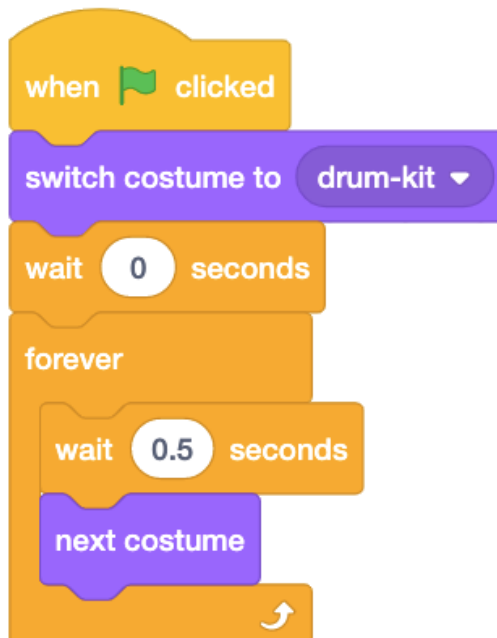 when clicked
switch costume to drum-kit
wait 0 seconds
forever
wait 0.5 seconds
next costume